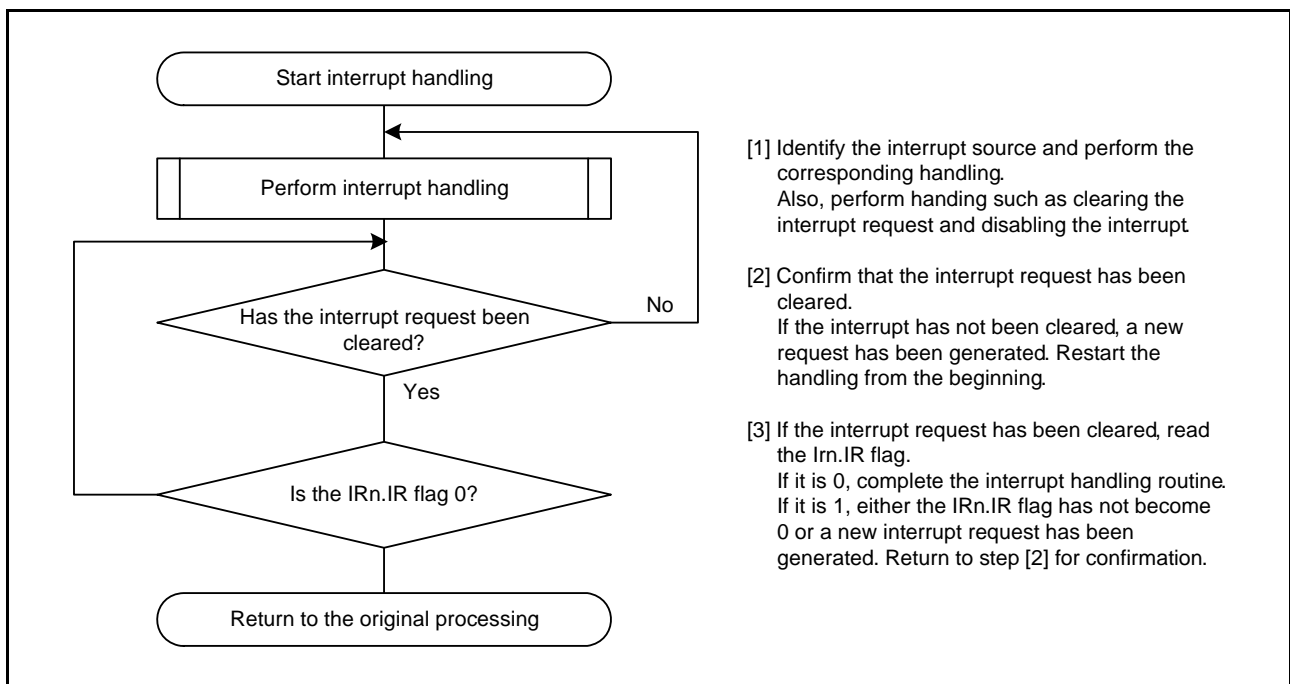 Start interrupt handling
Perform interrupt handling
Has the interrupt request been
cleared?
No
Yes
Is the IRn.IR flag 0?
Return to the original processing
[1] Identify the interrupt source and perform the
corresponding handling.
Also, perform handing such as clearing the
interrupt request and disabling the interrupt.
[2] Confirm that the interrupt request has been
cleared.
If the interrupt has not been cleared, a new
request has been generated. Restart the
handling from the beginning.
[3] If the interrupt request has been cleared, read
the Irn.IR flag.
If it is 0, complete the interrupt handling routine.
If it is 1, either the IRn.IR flag has not become
0 or a new interrupt request has been
generated. Return to step [2] for confirmation.